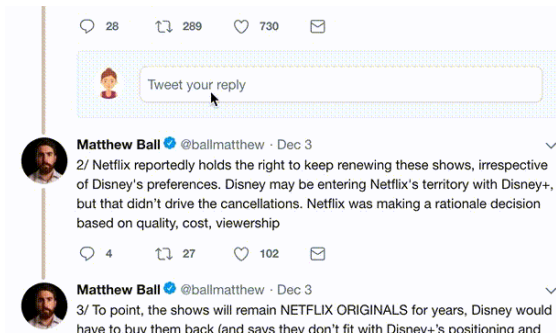 28 289 730
Tweet your reply
Matthew Ball @ballmatthew · Dec 3
2/ Netflix reportedly holds the right to keep renewing these shows, irrespective
of Disney's preferences. Disney may be entering Netflix's territory with Disney+,
but that didn't drive the cancellations. Netflix was making a rationale decision
based on quality, cost, viewership
4 27 102
Matthew Ball @ballmatthew · Dec 3
3/ To point, the shows will remain NETFLIX ORIGINALS for years, Disney would
have to buy them back (and says they don't fit with Disney+'s positioning and